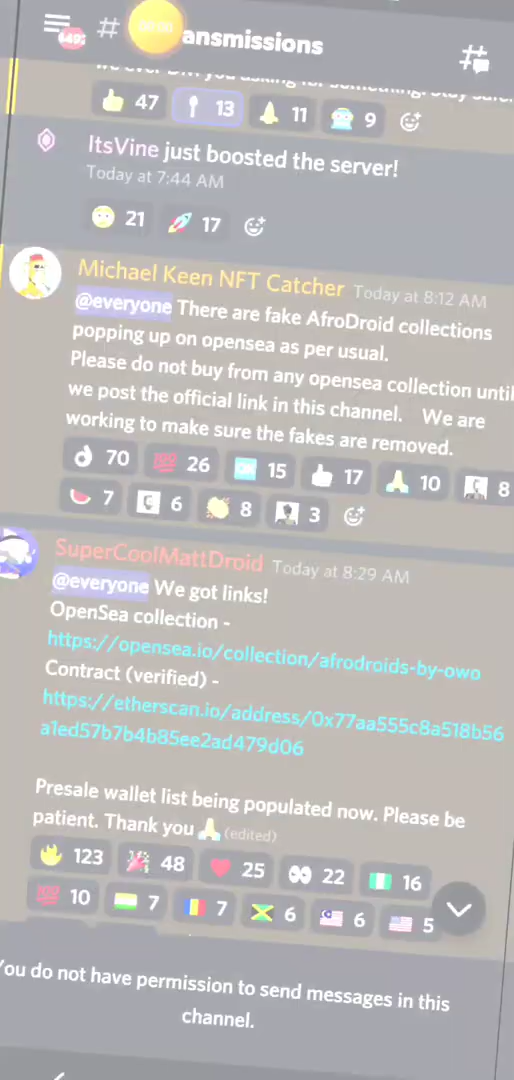 #
ansmissions
47 13 11 9
ItsVine just boosted the server!
Today at 7:44 AM
21 17
Michael Keen NFT Catcher Today at 8:12 AM
@everyone There are fake AfroDroid collections
popping up on opensea as per usual.
Please do not buy from any opensea collection until
we post the official link in this channel. We are
working to make sure the fakes are removed.
70 100 26 OK 15 17 10 8
7 6 8 3
SuperCoolMattDroid Today at 8:29 AM
@everyone We got links!
OpenSea collection -
https://opensea.io/collection/afrodroids-by-owo
Contract (verified) -
https://etherscan.io/address/0x77aa555c8a518b56
a1ed57b7b4b85ee2ad479d06
Presale wallet list being populated now. Please be
patient. Thank you 🙏 (edited)
123 48 25 22 16
100 10 7 7 6 6 5
You do not have permission to send messages in this
channel.